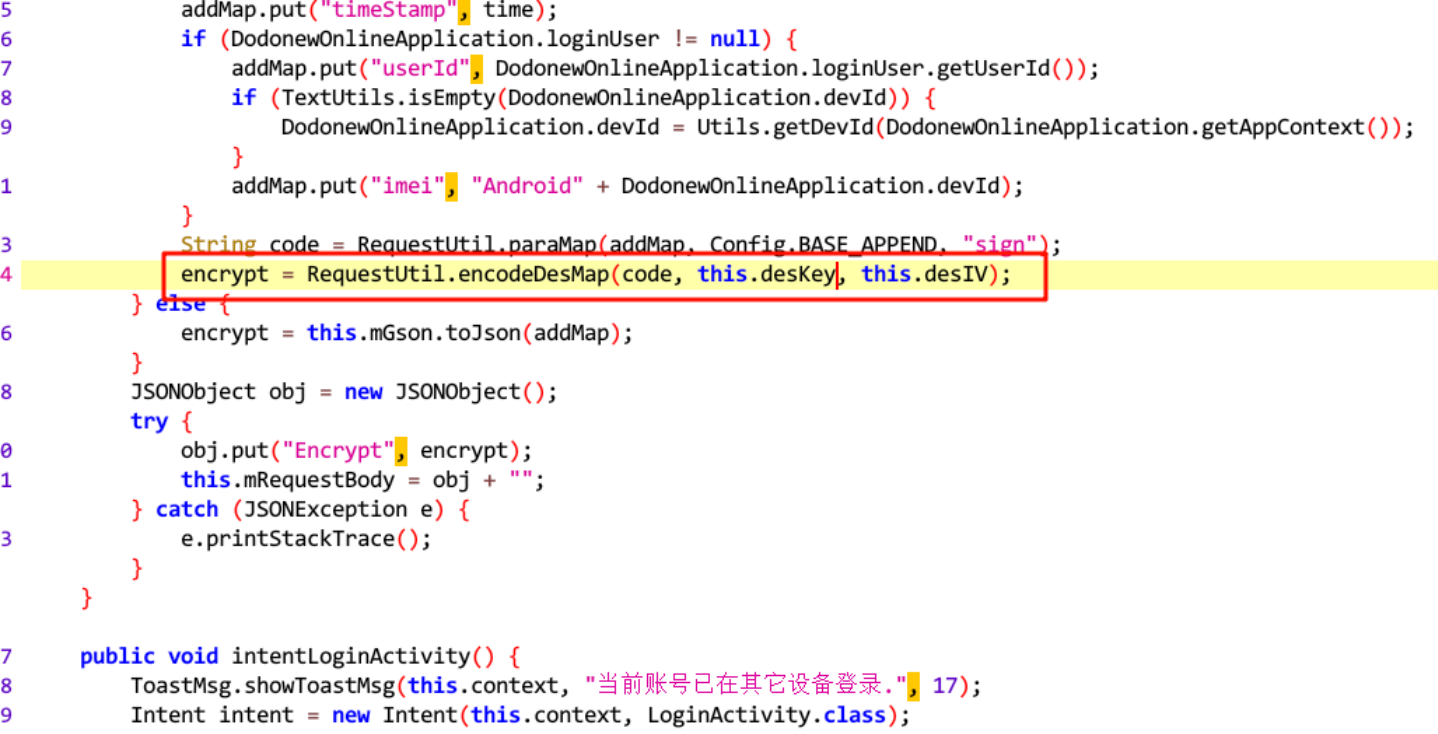 5 addMap.put("timeStamp", time);
6 if (DodonewOnlineApplication.loginUser != null) {
7 addMap.put("userId", DodonewOnlineApplication.loginUser.getUserId());
8 if (TextUtils.isEmpty(DodonewOnlineApplication.devId)) {
9 DodonewOnlineApplication.devId = Utils.getDevId(DodonewOnlineApplication.getAppContext());
}
1 addMap.put("imei", "Android" + DodonewOnlineApplication.devId);
}
3 String code = RequestUtil.paraMap(addMap, Config.BASE_APPEND, "sign");
4 encrypt = RequestUtil.encodeDesMap(code, this.desKey, this.desIV);
} else {
6 encrypt = this.mGson.toJson(addMap);
}
8 JSONObject obj = new JSONObject();
try {
0 obj.put("Encrypt", encrypt);
1 this.mRequestBody = obj + "";
} catch (JSONException e) {
3 e.printStackTrace();
}
}
7 public void intentLoginActivity() {
8 ToastMsg.showToastMsg(this.context, "当前账号已在其它设备登录.", 17);
9 Intent intent = new Intent(this.context, LoginActivity.class);